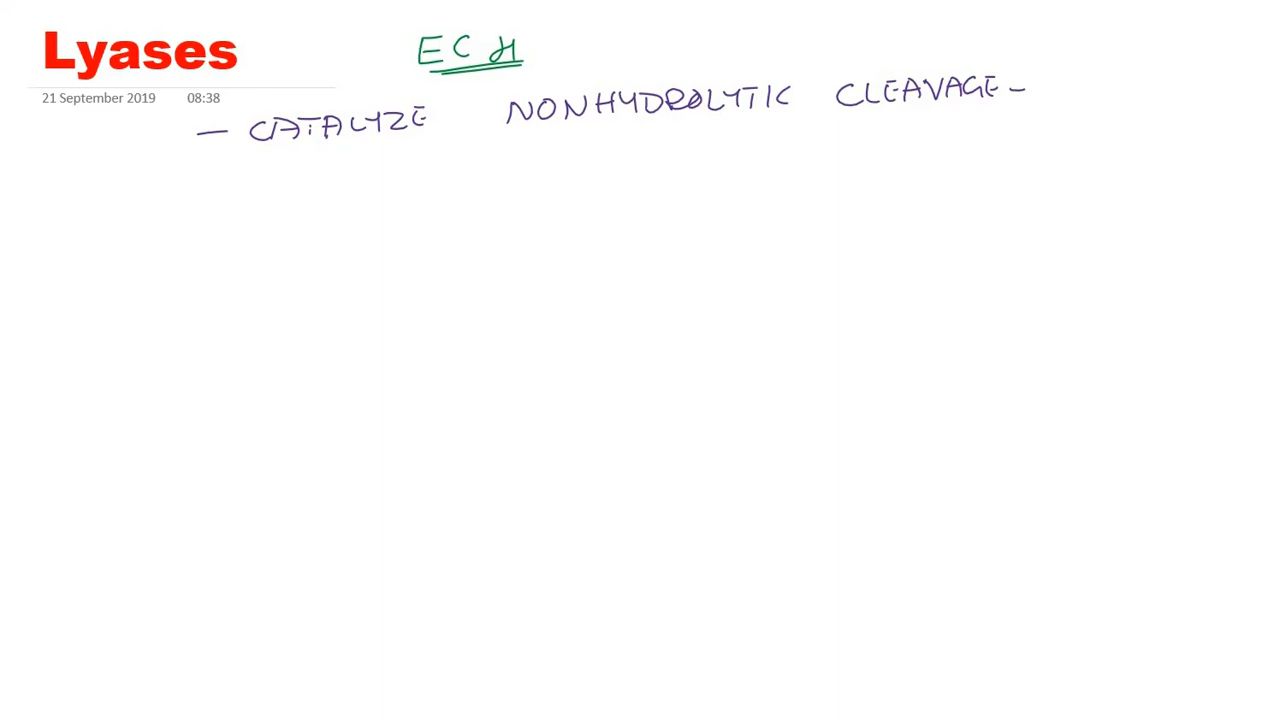 Lyases
EC 4
21 September 2019 08:38
— CATALYZE NONHYDROLYTIC CLEAVAGE -